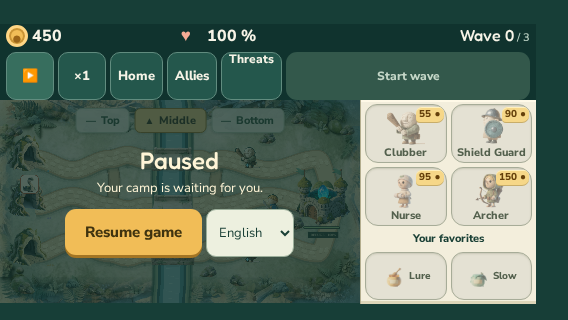 450
100 %
Wave 0 / 3
×1
Home
Allies
Threats
Start wave
— Top
▲ Middle
— Bottom
Paused
Your camp is waiting for you.
Resume game
English
55
Clubber
90
Shield Guard
95
Nurse
150
Archer
Your favorites
Lure
Slow